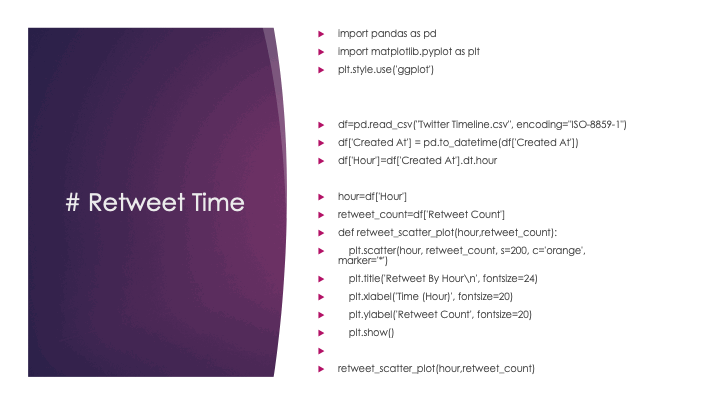 # Retweet Time
import pandas as pd
import matplotlib.pyplot as plt
plt.style.use('ggplot')
df=pd.read_csv("Twitter Timeline.csv", encoding="ISO-8859-1")
df['Created At'] = pd.to_datetime(df['Created At'])
df['Hour']=df['Created At'].dt.hour
hour=df['Hour']
retweet_count=df['Retweet Count']
def retweet_scatter_plot(hour,retweet_count):
plt.scatter(hour, retweet_count, s=200, c='orange',
marker='*')
plt.title('Retweet By Hour\n', fontsize=24)
plt.xlabel('Time (Hour)', fontsize=20)
plt.ylabel('Retweet Count', fontsize=20)
plt.show()
retweet_scatter_plot(hour,retweet_count)